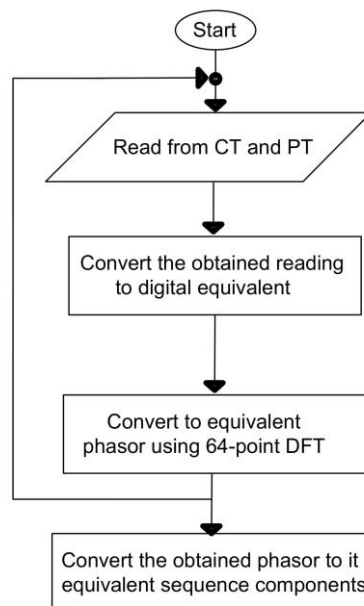 Start
Read from CT and PT
Convert the obtained reading
to digital equivalent
Convert to equivalent
phasor using 64-point DFT
Convert the obtained phasor to it
equivalent sequence components